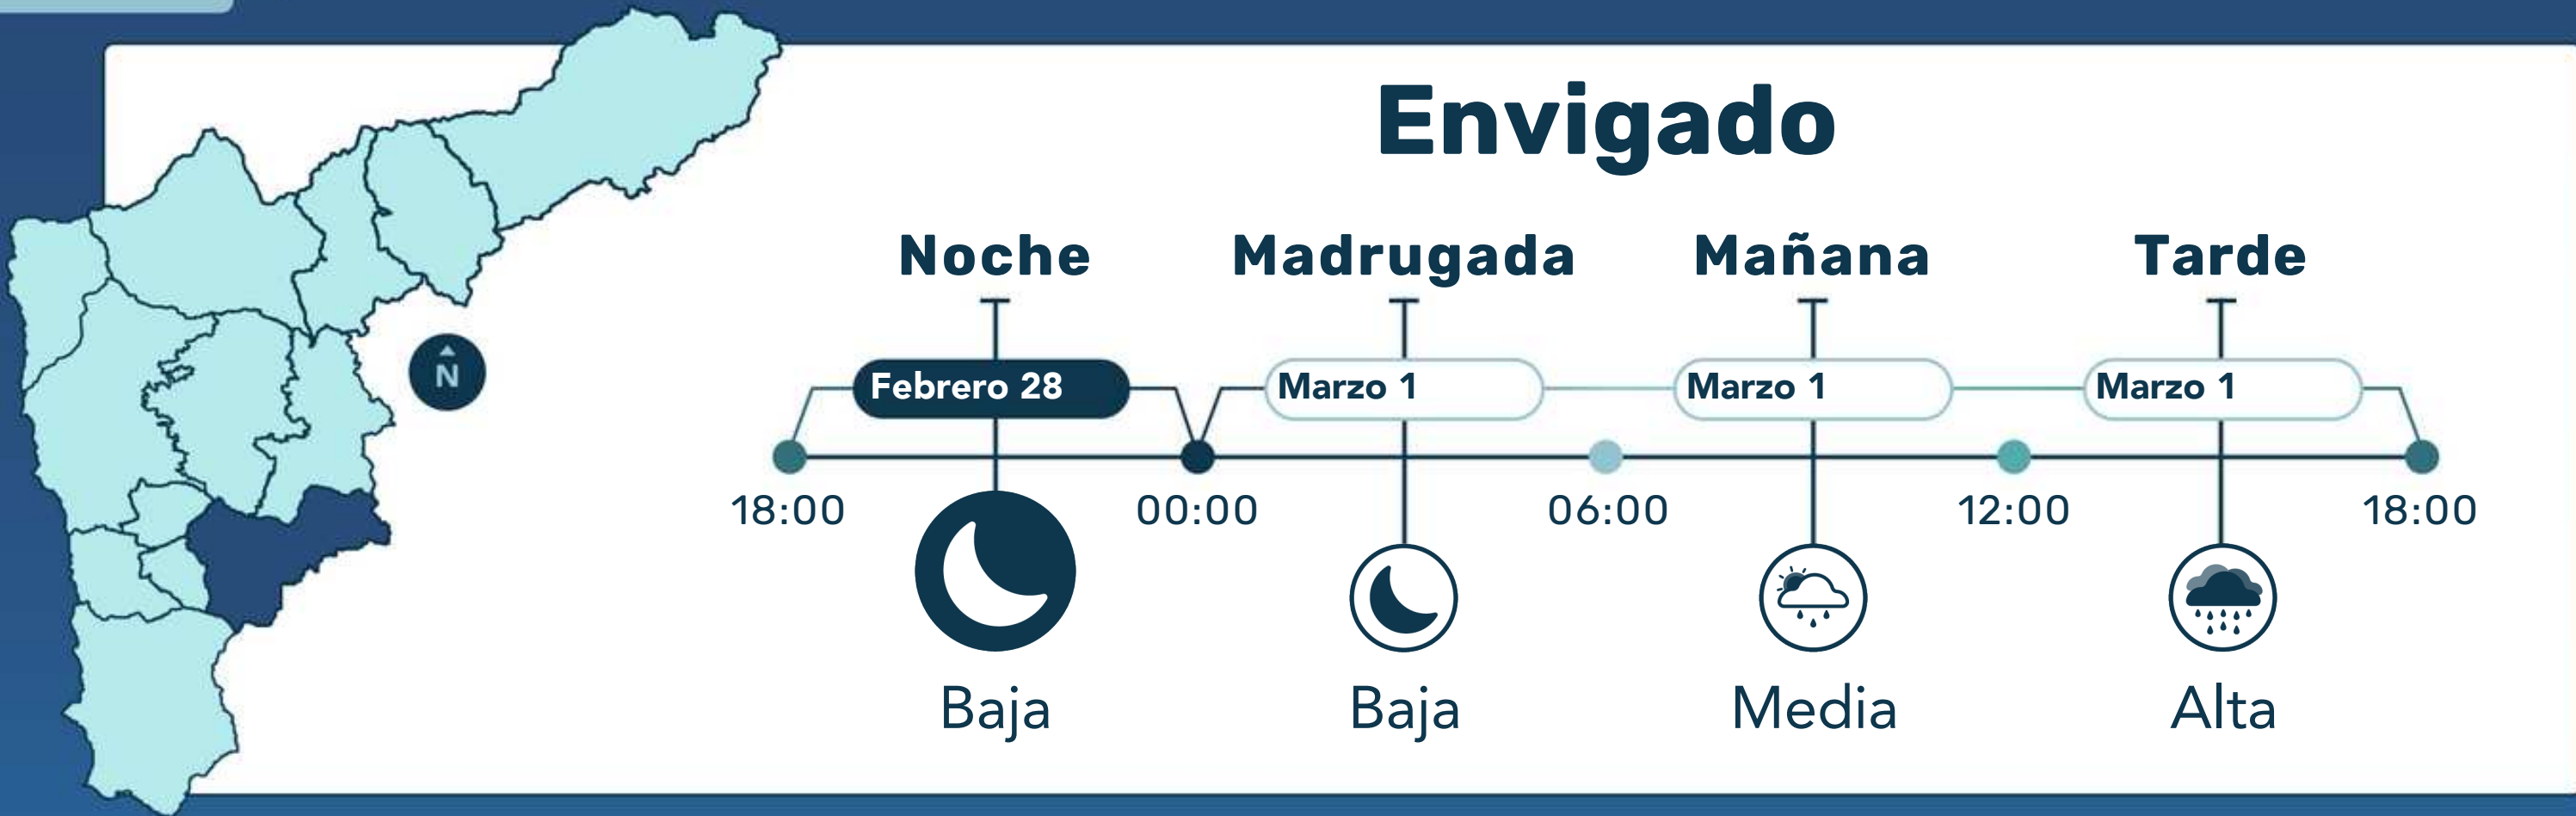 Envigado
Noche Madrugada Mañana Tarde
Febrero 28 Marzo 1 Marzo 1 Marzo 1
N
18:00 00:00 06:00 12:00 18:00
Baja Baja Media Alta